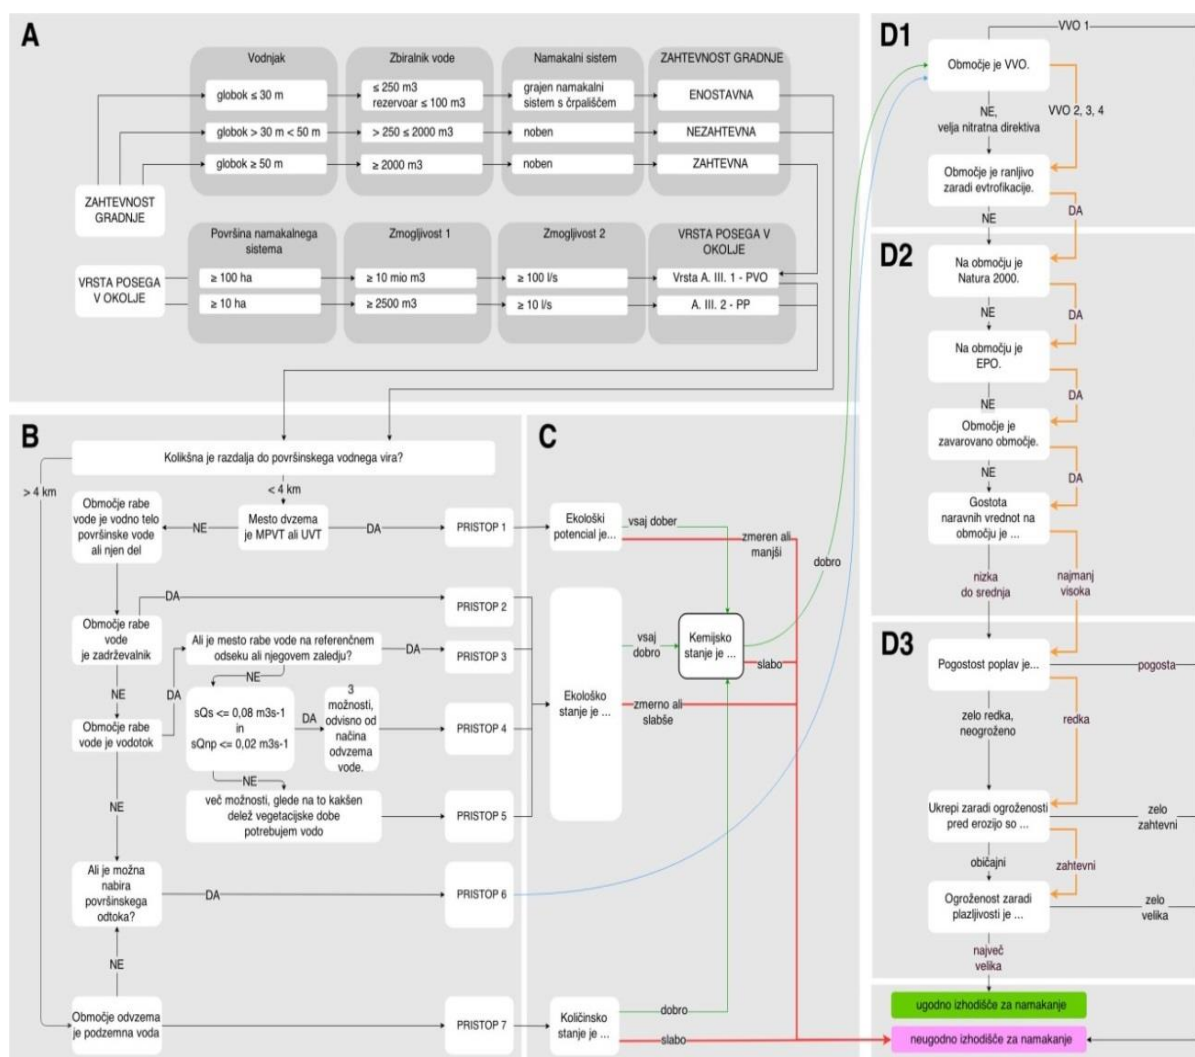 A
Vodnjak
Zbiralnik vode
Namakalni sistem
ZAHTEVNOST GRADNJE
globok ≤ 30 m
≤ 250 m3
rezervoar ≤ 100 m3
grajen namakalni
sistem s črpališčem
ENOSTAVNA
globok > 30 m < 50 m
> 250 ≤ 2000 m3
noben
NEZAHTEVNA
globok ≥ 50 m
≥ 2000 m3
noben
ZAHTEVNA
ZAHTEVNOST
GRADNJE
Površina namakalnega
sistema
Zmogljivost 1
Zmogljivost 2
VRSTA POSEGA V
OKOLJE
VRSTA POSEGA
V OKOLJE
≥ 100 ha
≥ 10 mio m3
≥ 100 l/s
Vrsta A. III. 1 - PVO
≥ 10 ha
≥ 2500 m3
≥ 10 l/s
A. III. 2 - PP
B
Kolikšna je razdalja do površinskega vodnega vira?
> 4 km
< 4 km
Območje rabe
vode je vodno telo
površinske vode
ali njen del
NE
Mesto dvzema
je MPVT ali UVT
DA
PRISTOP 1
DA
PRISTOP 2
Območje rabe
vode
je zadrževalnik
Ali je mesto rabe vode na referenčnem
odseku ali njegovem zaledju?
DA
PRISTOP 3
NE
DA
NE
Območje rabe
vode je vodotok
sQs <= 0,08 m3s-1
in
sQnp <= 0,02 m3s-1
DA
3
možnosti,
odvisno od
načina
odvzema
vode.
PRISTOP 4
NE
NE
več možnosti, glede na to kakšen
delež vegetacijske dobe
potrebujem vodo
PRISTOP 5
Ali je možna
nabira
površinskega
odtoka?
DA
PRISTOP 6
NE
Območje odvzema
je podzemna voda
PRISTOP 7
C
Ekološki
potencial je...
vsaj dober
zmeren ali
manjši
dobro
Ekološko
stanje je ...
vsaj
dobro
Kemijsko
stanje je ...
slabo
zmerno ali
slabše
Količinsko
stanje je ...
dobro
slabo
D1
VVO 1
Območje je VVO.
NE,
velja nitratna direktiva
VVO 2, 3, 4
Območje je ranljivo
zaradi evtrofikacije.
NE
DA
D2
Na območju je
Natura 2000.
NE
DA
Na območju je
EPO.
NE
DA
Območje je
zavarovano območje.
NE
DA
Gostota
naravnih vrednot na
območju je ...
nizka
do srednja
najmanj
visoka
D3
Pogostost poplav je...
pogosta
zelo redka,
neogroženo
redka
Ukrepi zaradi ogroženosti
pred erozijo so ...
zelo
zahtevni
običajni
zahtevni
Ogroženost zaradi
plazljivosti je ...
zelo
velika
največ
velika
ugodno izhodišče za namakanje
neugodno izhodišče za namakanje